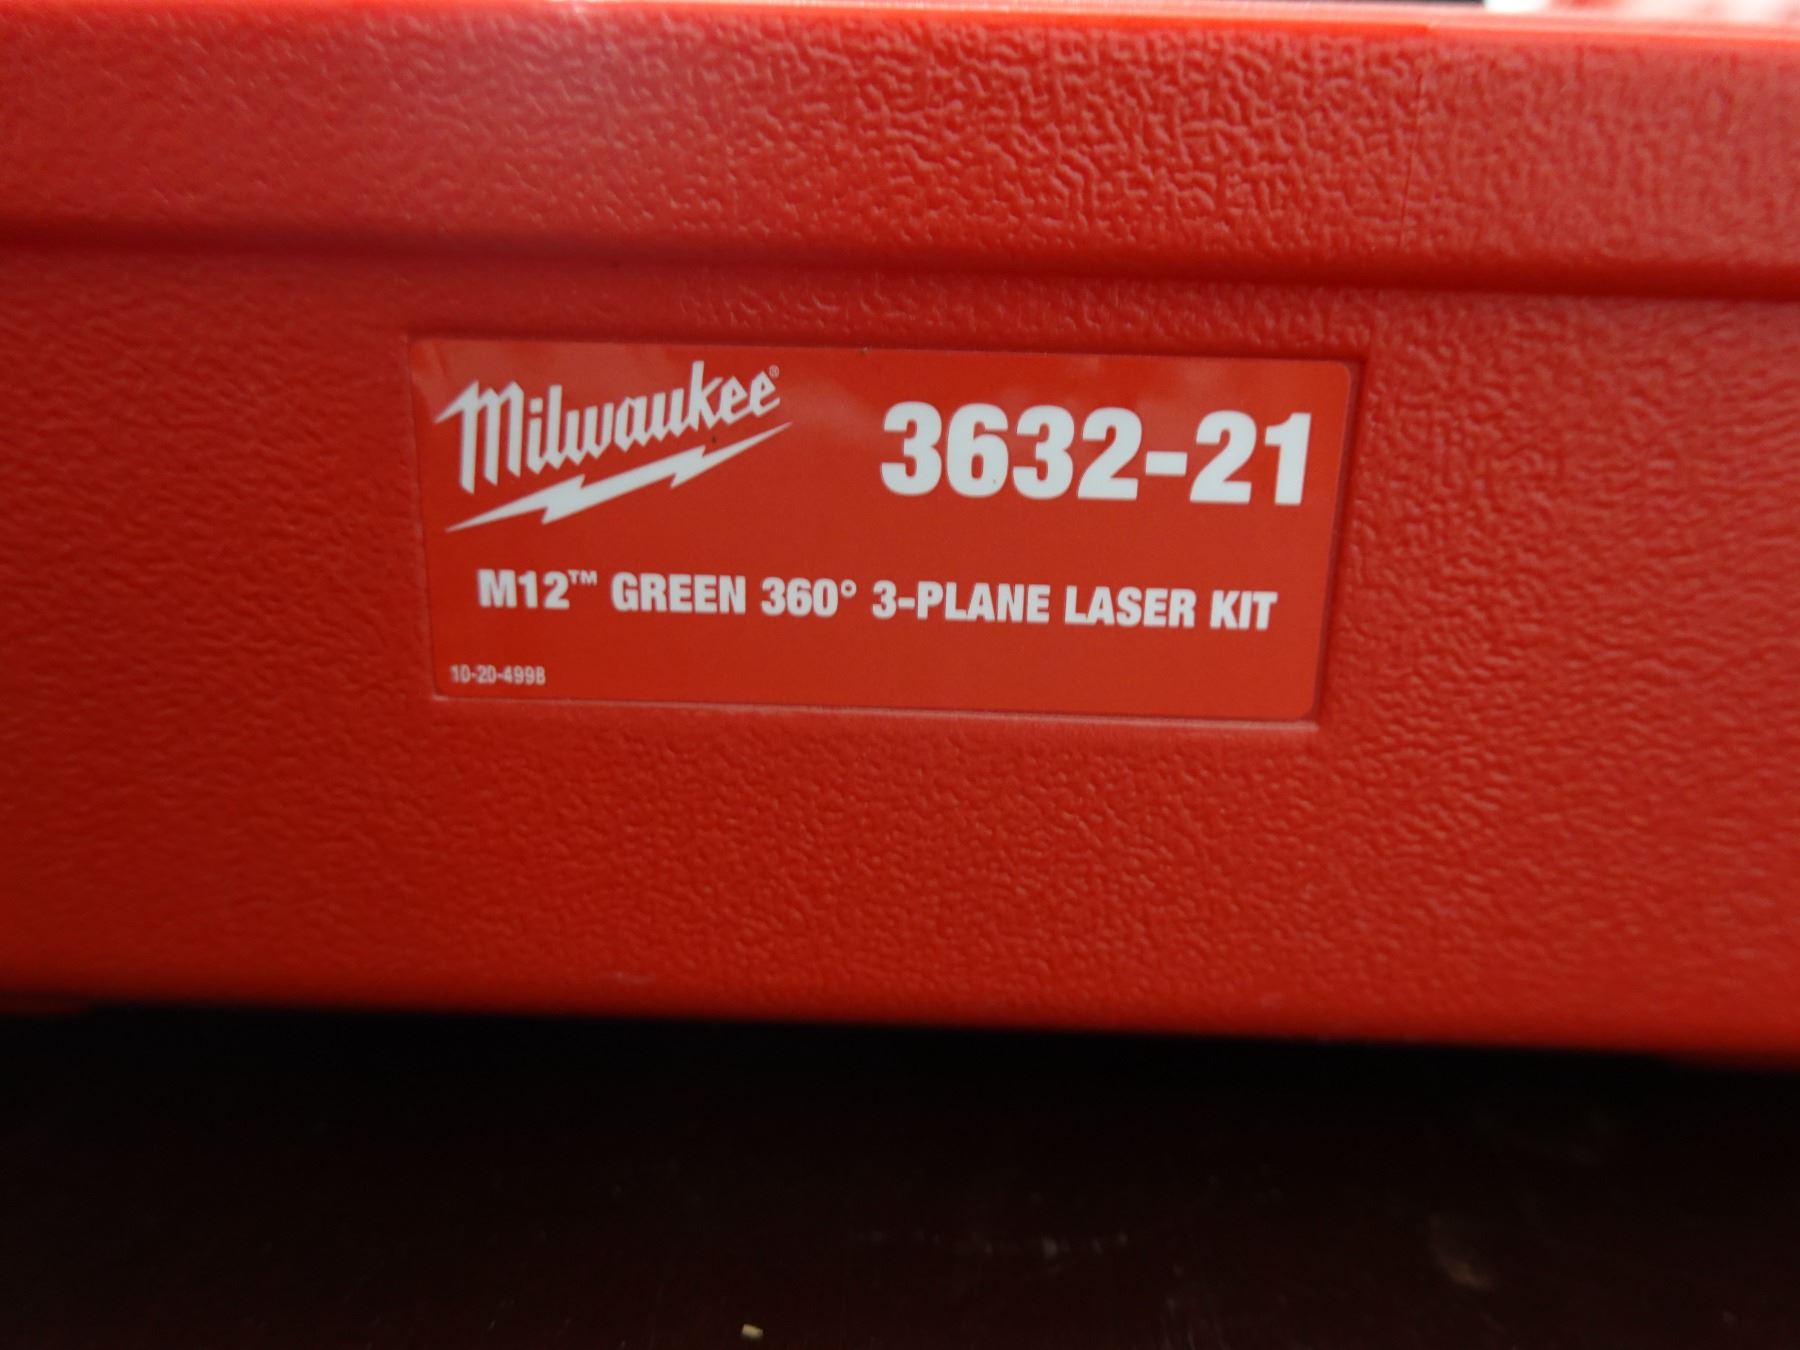 Milwaukee®
3632-21
M12™ GREEN 360° 3-PLANE LASER KIT
10-20-4998